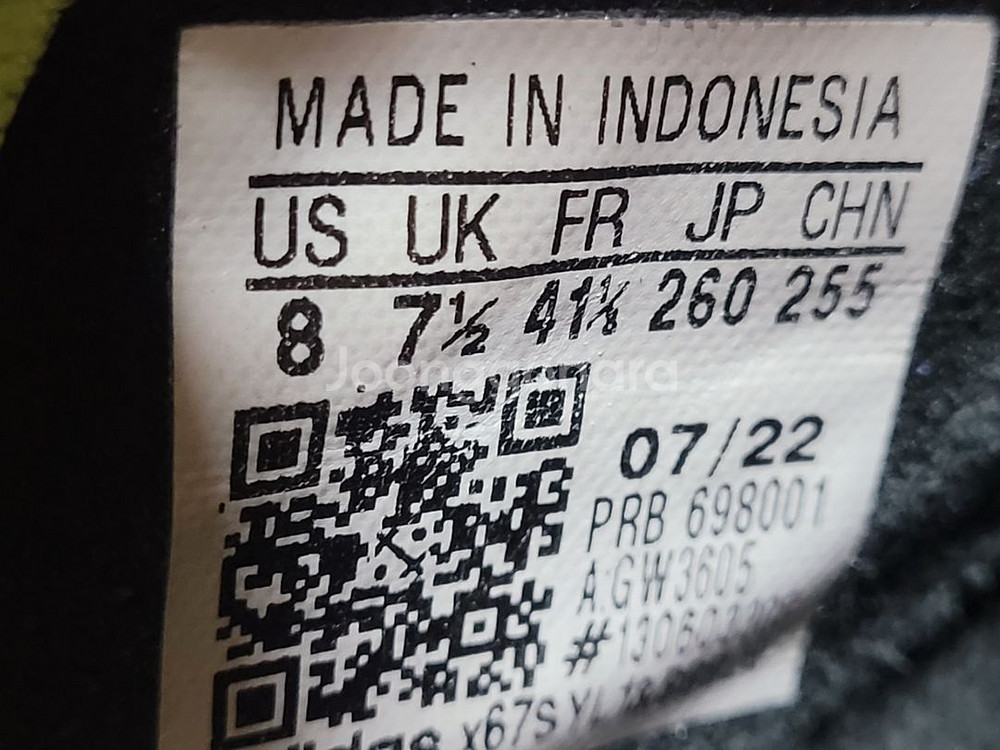 MADE IN INDONESIA
US UK FR JP CHN
8 7½ 41⅓ 260 255
07/22
PRB 698001
A:GW3605
x67S